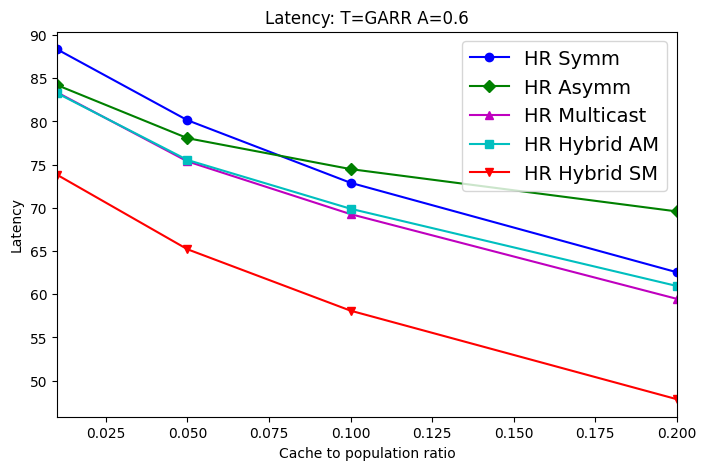 Latency: T=GARR A=0.6
90
85
80
75
70
65
60
55
50
Latency
HR Symm
HR Asymm
HR Multicast
HR Hybrid AM
HR Hybrid SM
0.025 0.050 0.075 0.100 0.125 0.150 0.175 0.200
Cache to population ratio